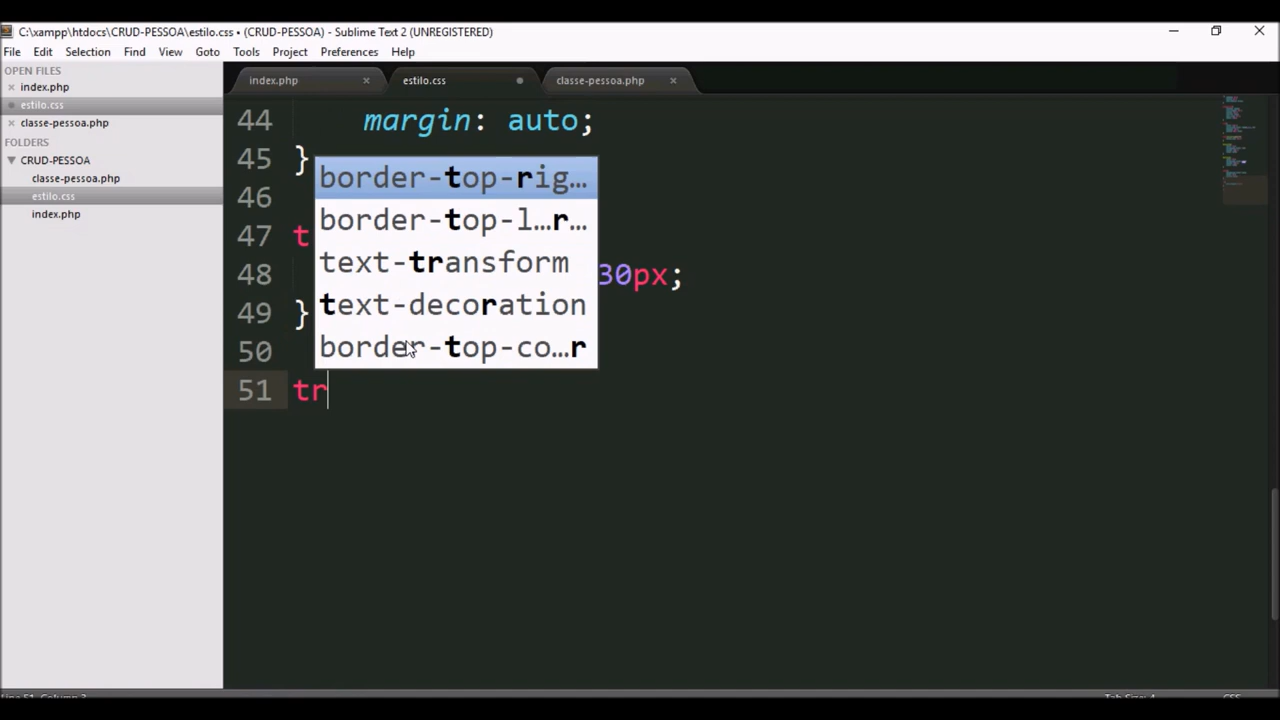 C:\xampp\htdocs\CRUD-PESSOA\estilo.css • (CRUD-PESSOA) - Sublime Text 2 (UNREGISTERED)
File Edit Selection View Goto Tools Project Preferences Help
OPEN FILES
index.php
estilo.css
classe-pessoa.php
FOLDERS
CRUD-PESSOA
classe-pessoa.php
estilo.css
index.php
index.php estilo.css classe-pessoa.php
44 margin: auto;
45 }
46
47 t
48 30px;
49 }
50
51 tr
border-top-rig...
border-top-l...r...
text-transform
text-decoration
border-top-co...r